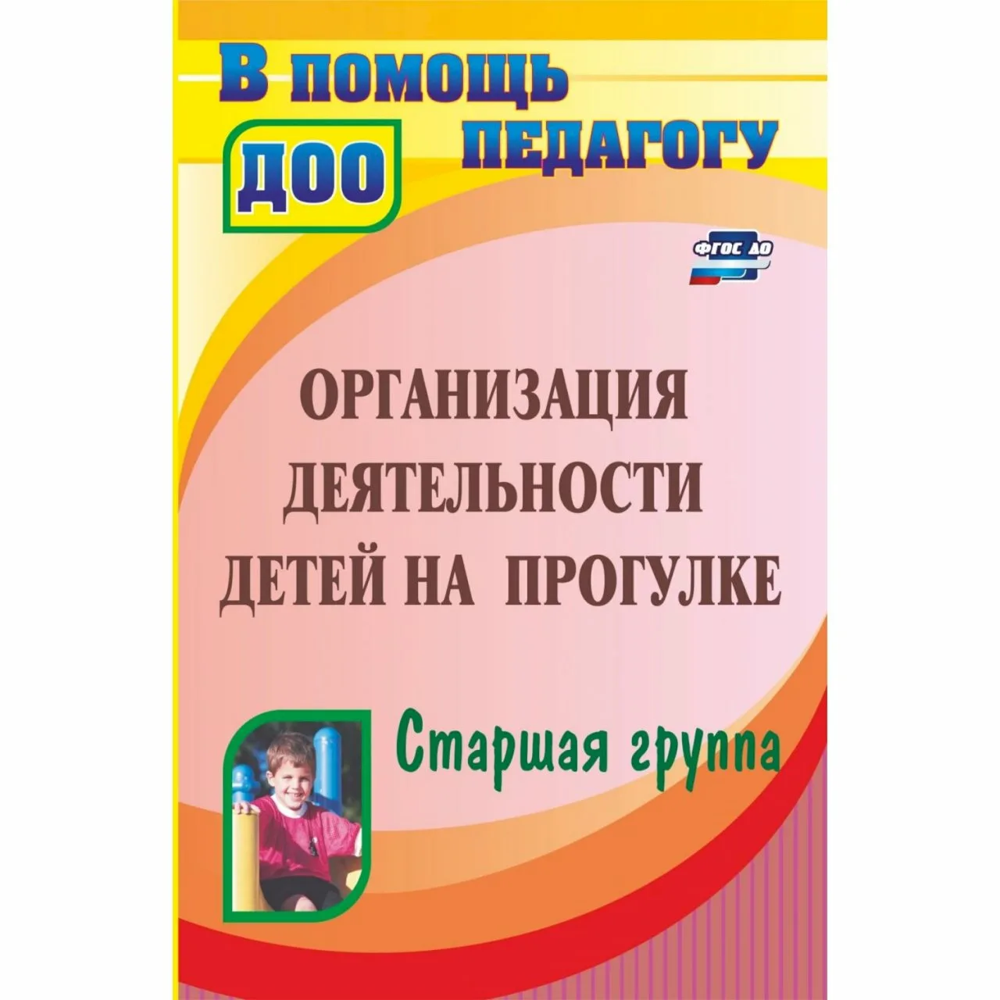 В ПОМОЩЬ
ПЕДАГОГУ
ДОО
ФГОС ДО
ОРГАНИЗАЦИЯ
ДЕЯТЕЛЬНОСТИ
ДЕТЕЙ НА ПРОГУЛКЕ
Старшая группа